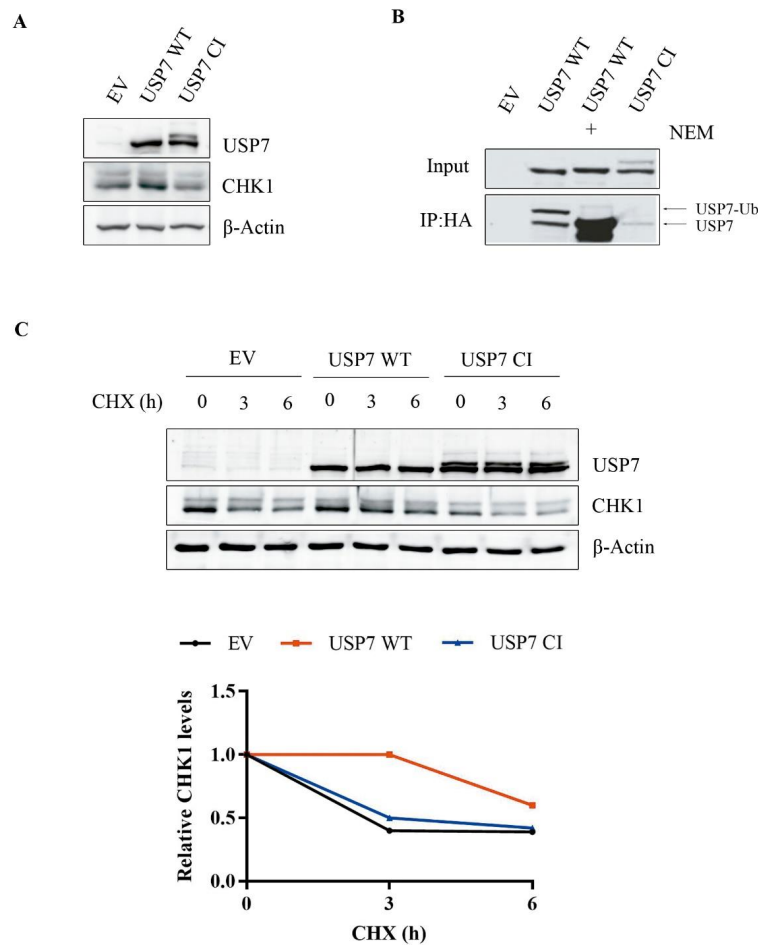 A
EV
USP7 WT
USP7 CI
USP7
CHK1
β-Actin
B
EV
USP7 WT
USP7 WT
USP7 CI
+ NEM
Input
IP:HA
USP7-Ub
USP7
C
EV USP7 WT USP7 CI
CHX (h) 0 3 6 0 3 6 0 3 6
USP7
CHK1
β-Actin
EV USP7 WT USP7 CI
Relative CHK1 levels
1.5
1.0
0.5
0.0
0 3 6
CHX (h)